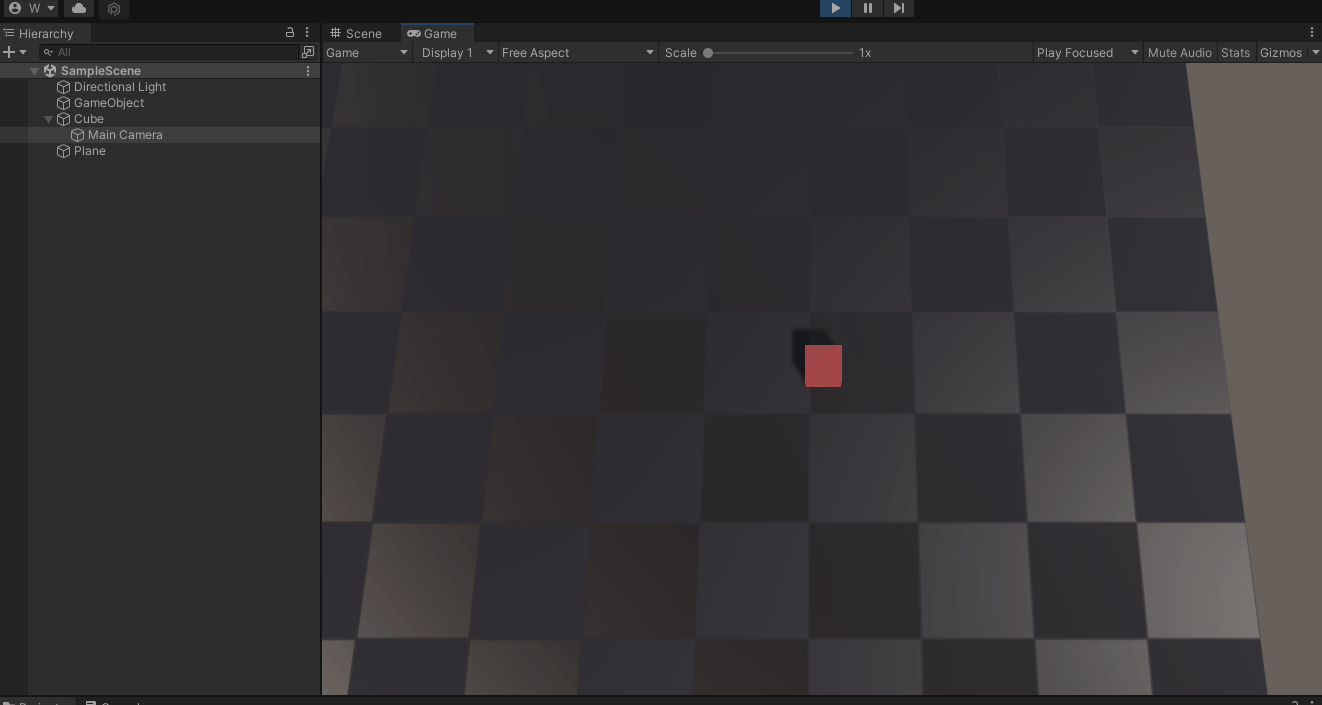 W
Hierarchy
Scene
Game
All
Game
Display 1
Free Aspect
Scale
1x
Play Focused
Mute Audio
Stats
Gizmos
SampleScene
Directional Light
GameObject
Cube
Main Camera
Plane